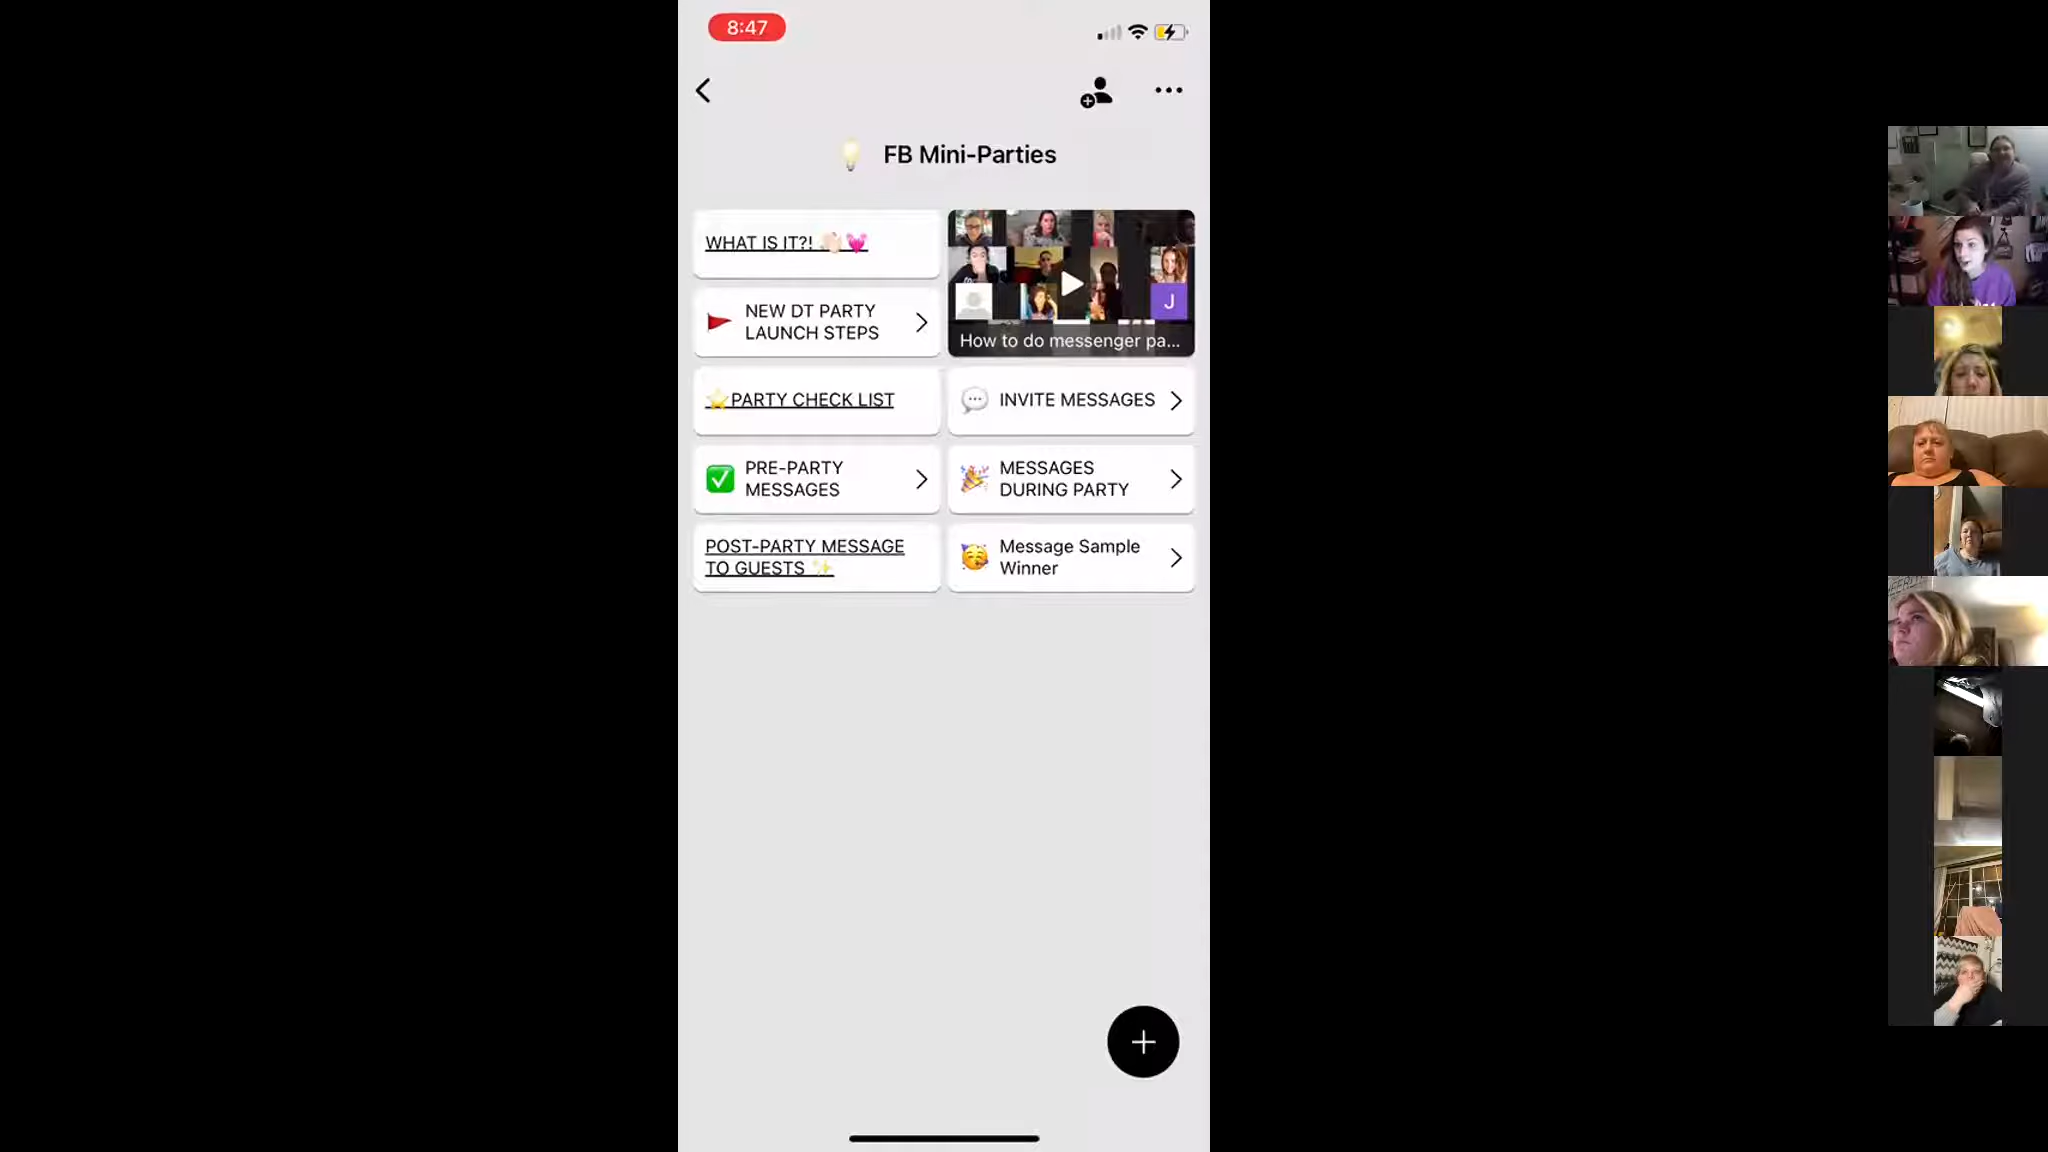 8:47
FB Mini-Parties
WHAT IS IT?!
NEW DT PARTY
LAUNCH STEPS
J
How to do messenger pa...
PARTY CHECK LIST
INVITE MESSAGES
PRE-PARTY
MESSAGES
MESSAGES
DURING PARTY
POST-PARTY MESSAGE
TO GUESTS
Message Sample
Winner